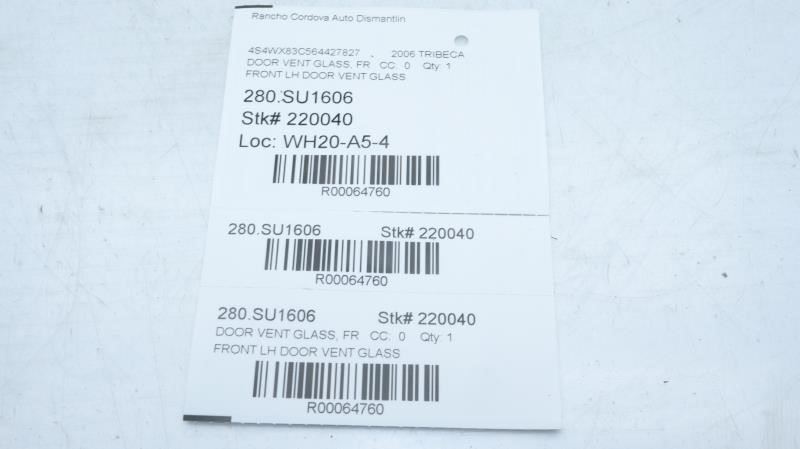 Rancho Cordova Auto Dismantlin
4S4WX83C564427827 2006 TRIBECA
DOOR VENT GLASS, FR CC: 0 Qty: 1
FRONT LH DOOR VENT GLASS
280.SU1606
Stk# 220040
Loc: WH20-A5-4
R00064760
280.SU1606 Stk# 220040
R00064760
280.SU1606 Stk# 220040
DOOR VENT GLASS, FR CC: 0 Qty: 1
FRONT LH DOOR VENT GLASS
R00064760